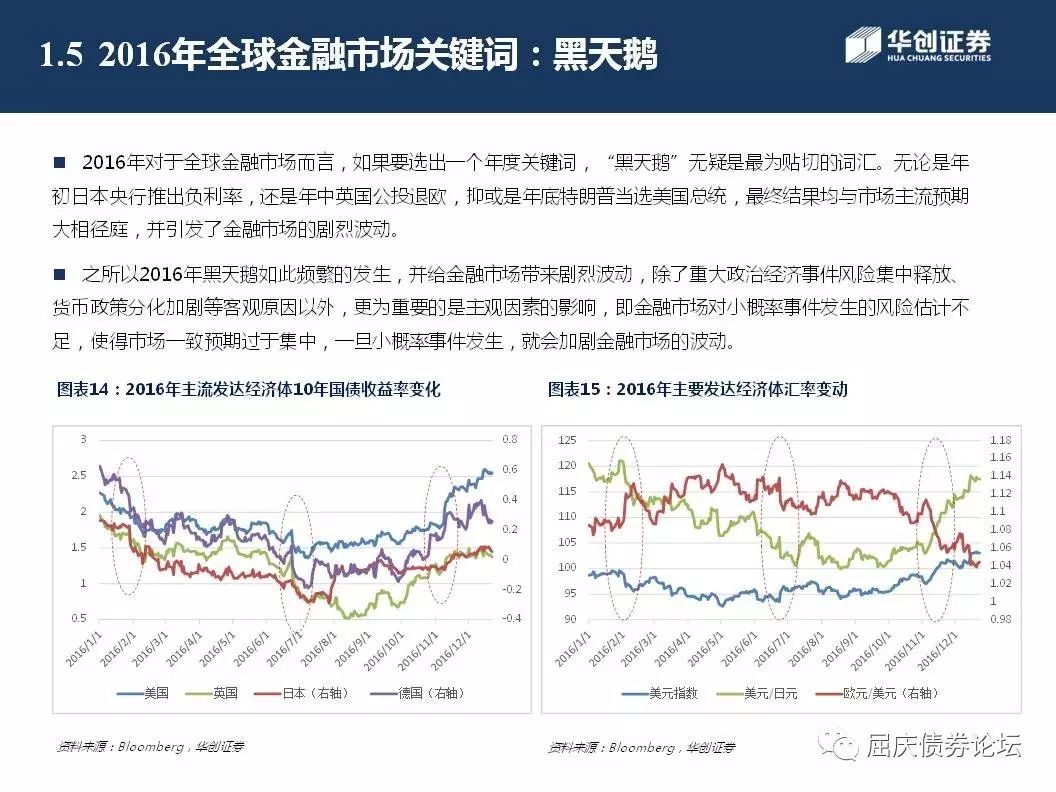 1.5 2016年全球金融市场关键词：黑天鹅
华创证券
HUA CHUANG SECURITIES
■ 2016年对于全球金融市场而言，如果要选出一个年度关键词，“黑天鹅”无疑是最为贴切的词汇。无论是年
初日本央行推出负利率，还是年中英国公投退欧，抑或是年底特朗普当选美国总统，最终结果均与市场主流预期
大相径庭，并引发了金融市场的剧烈波动。
■ 之所以2016年黑天鹅如此频繁的发生，并给金融市场带来剧烈波动，除了重大政治经济事件风险集中释放、
货币政策分化加剧等客观原因以外，更为重要的是主观因素的影响，即金融市场对小概率事件发生的风险估计不
足，使得市场一致预期过于集中，一旦小概率事件发生，就会加剧金融市场的波动。
图表14：2016年主流发达经济体10年国债收益率变化
3
2.5
2
1.5
1
0.5
0.8
0.6
0.4
0.2
0
-0.2
-0.4
2016/1/1
2016/2/1
2016/3/1
2016/4/1
2016/5/1
2016/6/1
2016/7/1
2016/8/1
2016/9/1
2016/10/1
2016/11/1
2016/12/1
美国
英国
日本（右轴）
德国（右轴）
资料来源：Bloomberg，华创证券
图表15：2016年主要发达经济体汇率变动
125
120
115
110
105
100
95
90
1.18
1.16
1.14
1.12
1.1
1.08
1.06
1.04
1.02
1
0.98
2016/1/1
2016/2/1
2016/3/1
2016/4/1
2016/5/1
2016/6/1
2016/7/1
2016/8/1
2016/9/1
2016/10/1
2016/11/1
2016/12/1
美元指数
美元/日元
欧元/美元（右轴）
资料来源：Bloomberg，华创证券
屈庆债券论坛